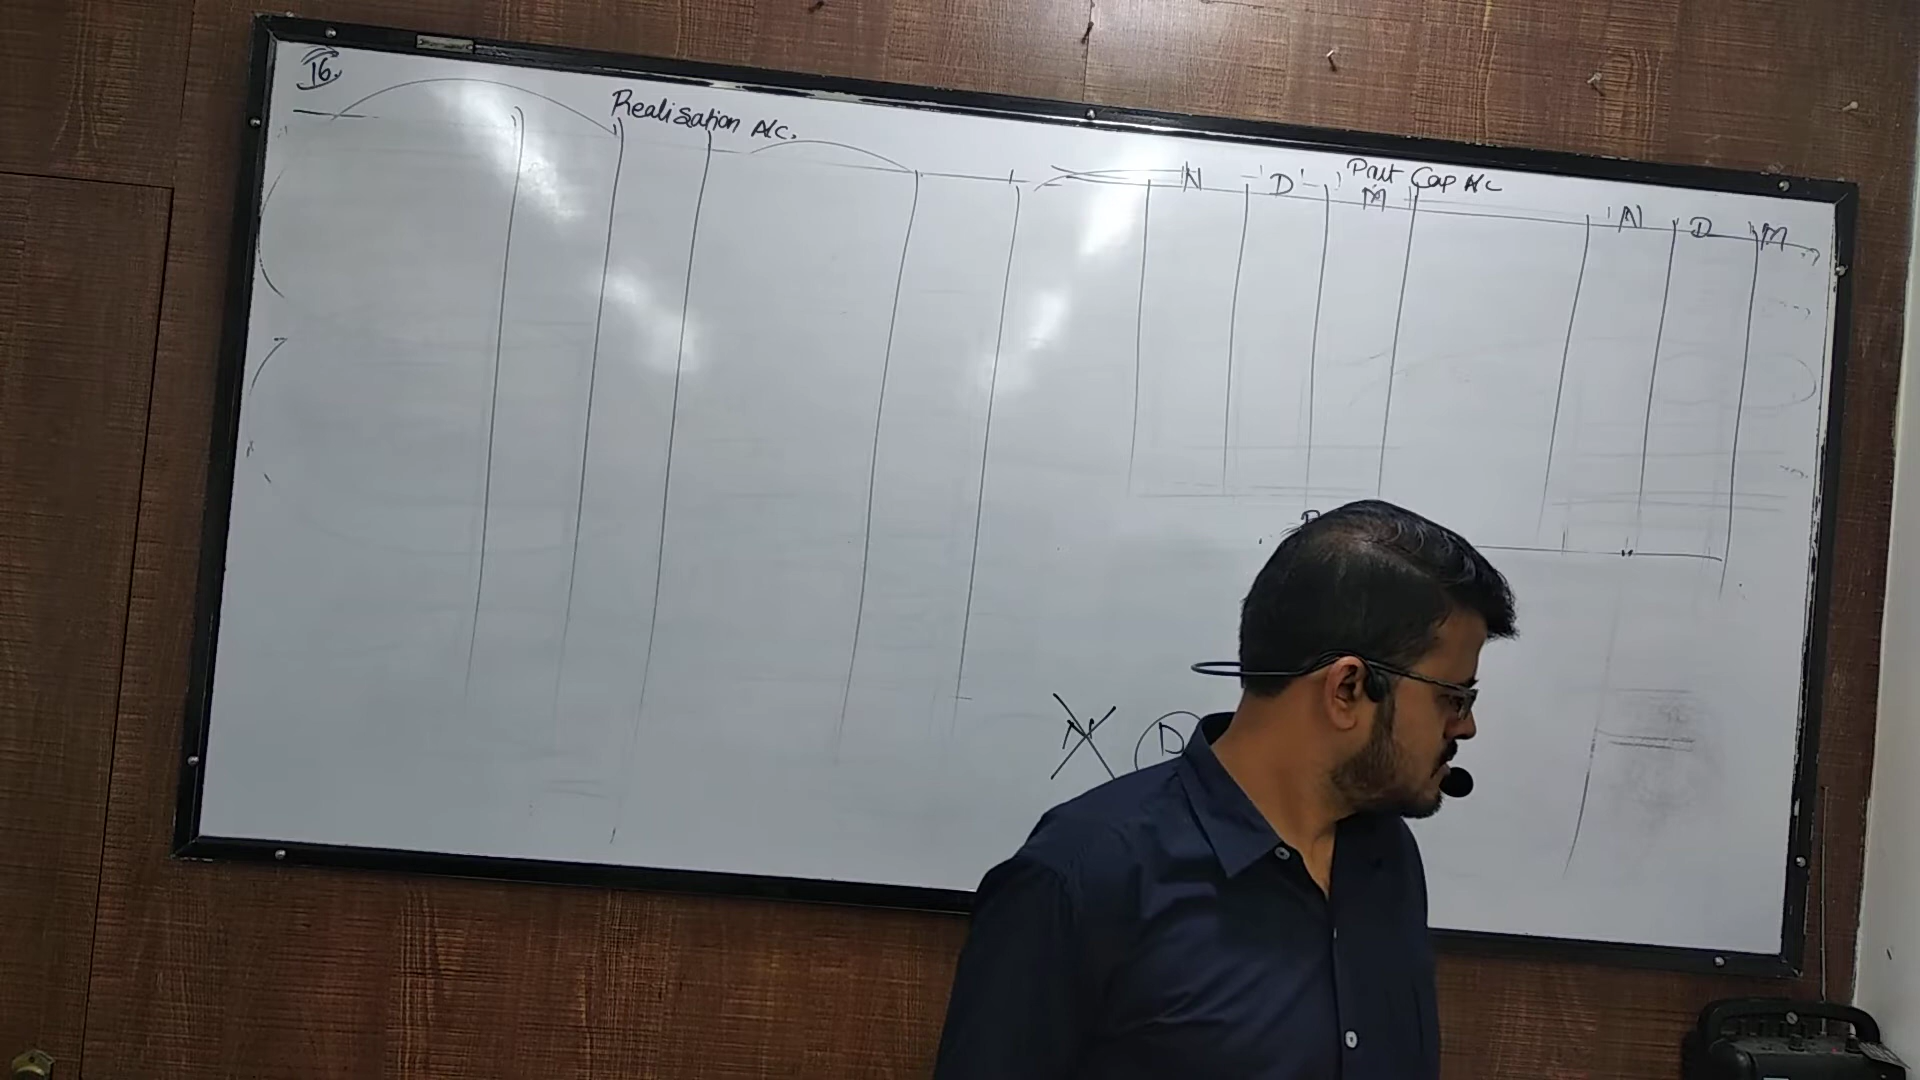 16.
Realisation A/c.
Part Cap A/c
N D M
N D M
N D